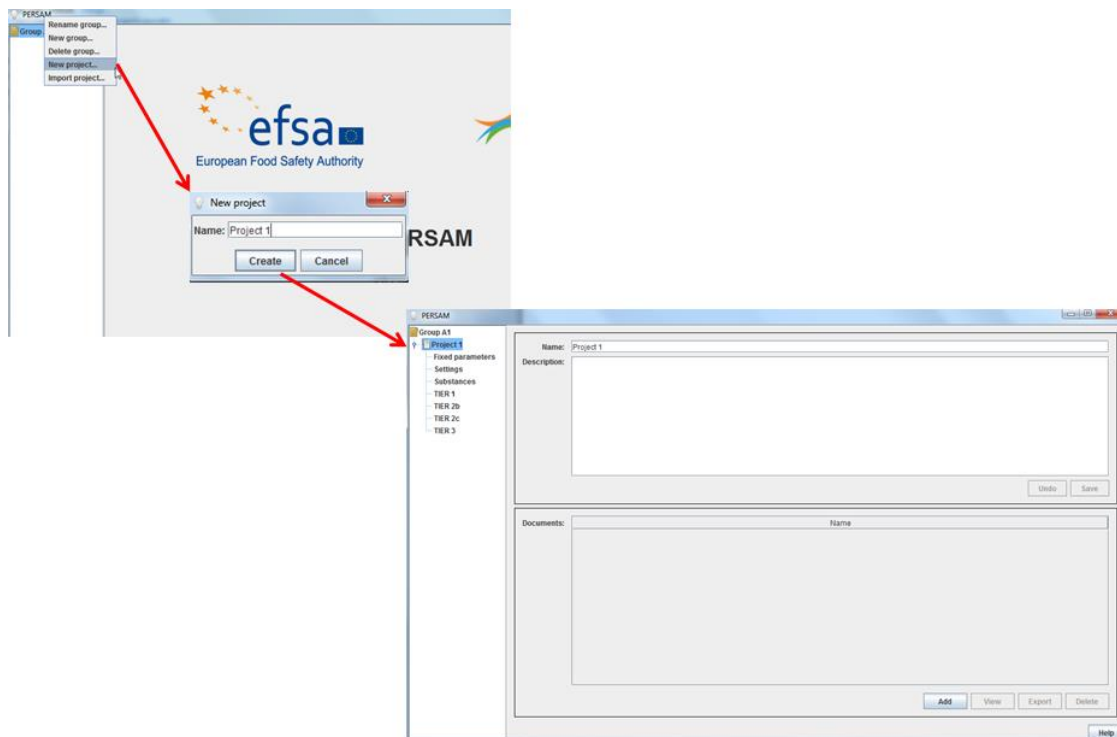 PERSAM
Group
Rename group...
New group...
Delete group...
New project...
Import project...
efsa
European Food Safety Authority
RSAM
New project
Name: Project 1
Create Cancel
PERSAM
Group A1
Project 1
Fixed parameters
Settings
Substances
TIER 1
TIER 2b
TIER 2c
TIER 3
Name: Project 1
Description:
Undo Save
Documents: Name
Add View Export Delete
Help